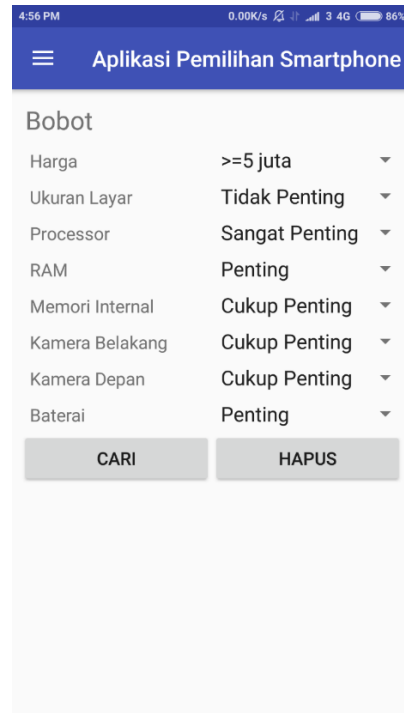 4:56 PM 0.00K/s 3 4G 86%
Aplikasi Pemilihan Smartphone
Bobot
Harga >=5 juta
Ukuran Layar Tidak Penting
Processor Sangat Penting
RAM Penting
Memori Internal Cukup Penting
Kamera Belakang Cukup Penting
Kamera Depan Cukup Penting
Baterai Penting
CARI HAPUS